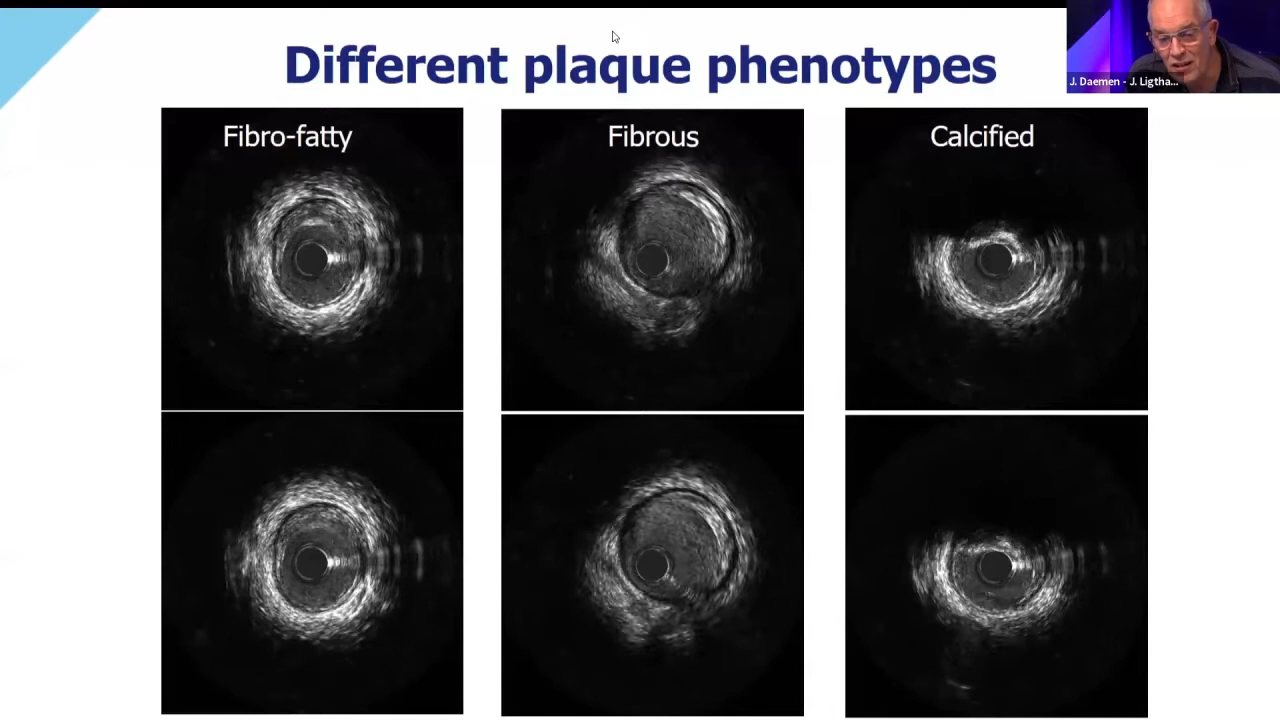 Different plaque phenotypes
J. Daemen - J. Ligtha...
Fibro-fatty
Fibrous
Calcified